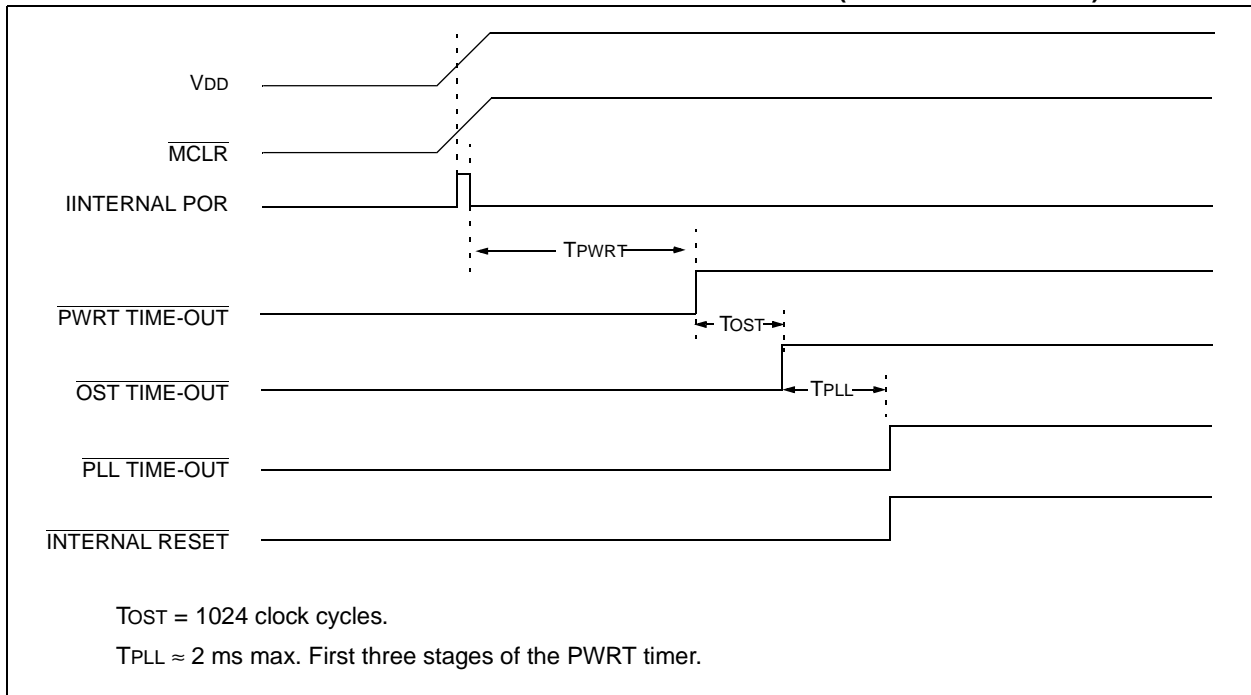 VDD
MCLR
IINTERNAL POR
TPWRT
PWRT TIME-OUT
TOST
OST TIME-OUT
TPLL
PLL TIME-OUT
INTERNAL RESET
TOST = 1024 clock cycles.
TPLL ≈ 2 ms max. First three stages of the PWRT timer.